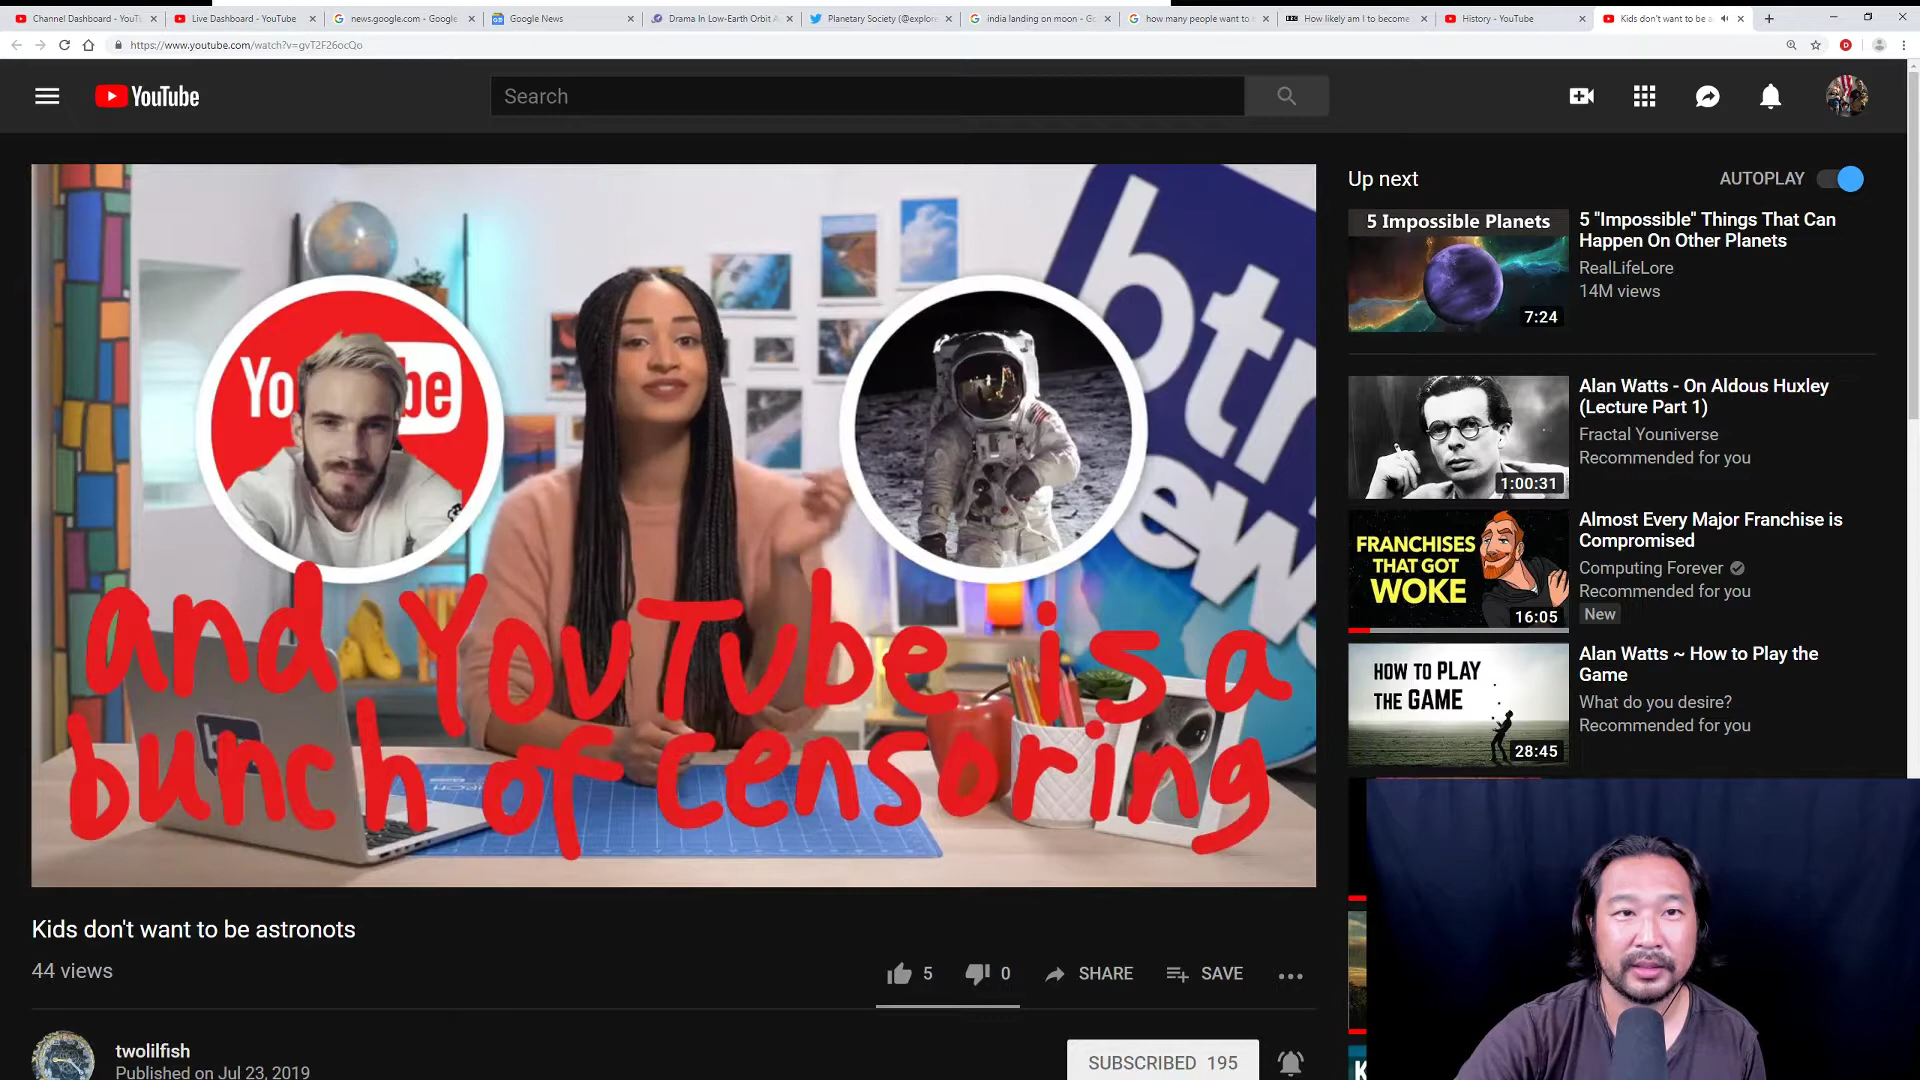 Channel Dashboard - YouT
Live Dashboard - YouTube
news.google.com - Google
Google News
Drama In Low-Earth Orbit A
Planetary Society (@explor
india landing on moon - Go
how many people want to
How likely am I to become
History - YouTube
Kids don't want to be a
https://www.youtube.com/watch?v=gvT2F26ocQo
YouTube
Search
YouTube
btr
news
and YouTube is a
bunch of censoring
Kids don't want to be astronots
44 views
5
0
SHARE
SAVE
twolilfish
Published on Jul 23, 2019
SUBSCRIBED 195
Up next
AUTOPLAY
5 Impossible Planets
7:24
5 "Impossible" Things That Can
Happen On Other Planets
RealLifeLore
14M views
1:00:31
Alan Watts - On Aldous Huxley
(Lecture Part 1)
Fractal Youniverse
Recommended for you
FRANCHISES
THAT GOT
WOKE
16:05
Almost Every Major Franchise is
Compromised
Computing Forever
Recommended for you
New
HOW TO PLAY
THE GAME
28:45
Alan Watts ~ How to Play the
Game
What do you desire?
Recommended for you
K